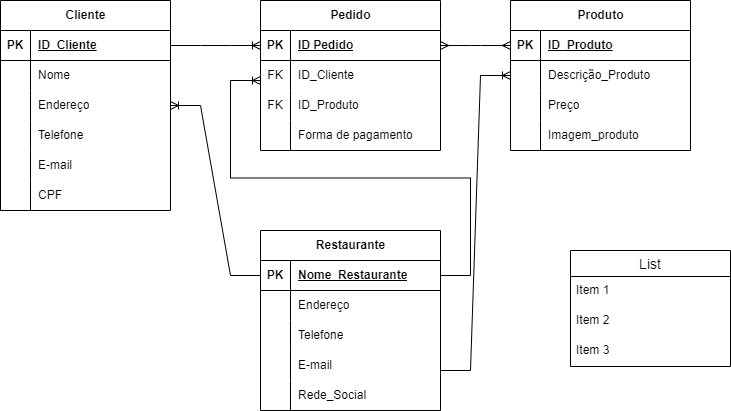 Cliente
PK ID_Cliente
Nome
Endereço
Telefone
E-mail
CPF
Pedido
PK ID Pedido
FK ID_Cliente
FK ID_Produto
Forma de pagamento
Produto
PK ID_Produto
Descrição_Produto
Preço
Imagem_produto
Restaurante
PK Nome_Restaurante
Endereço
Telefone
E-mail
Rede_Social
List
Item 1
Item 2
Item 3